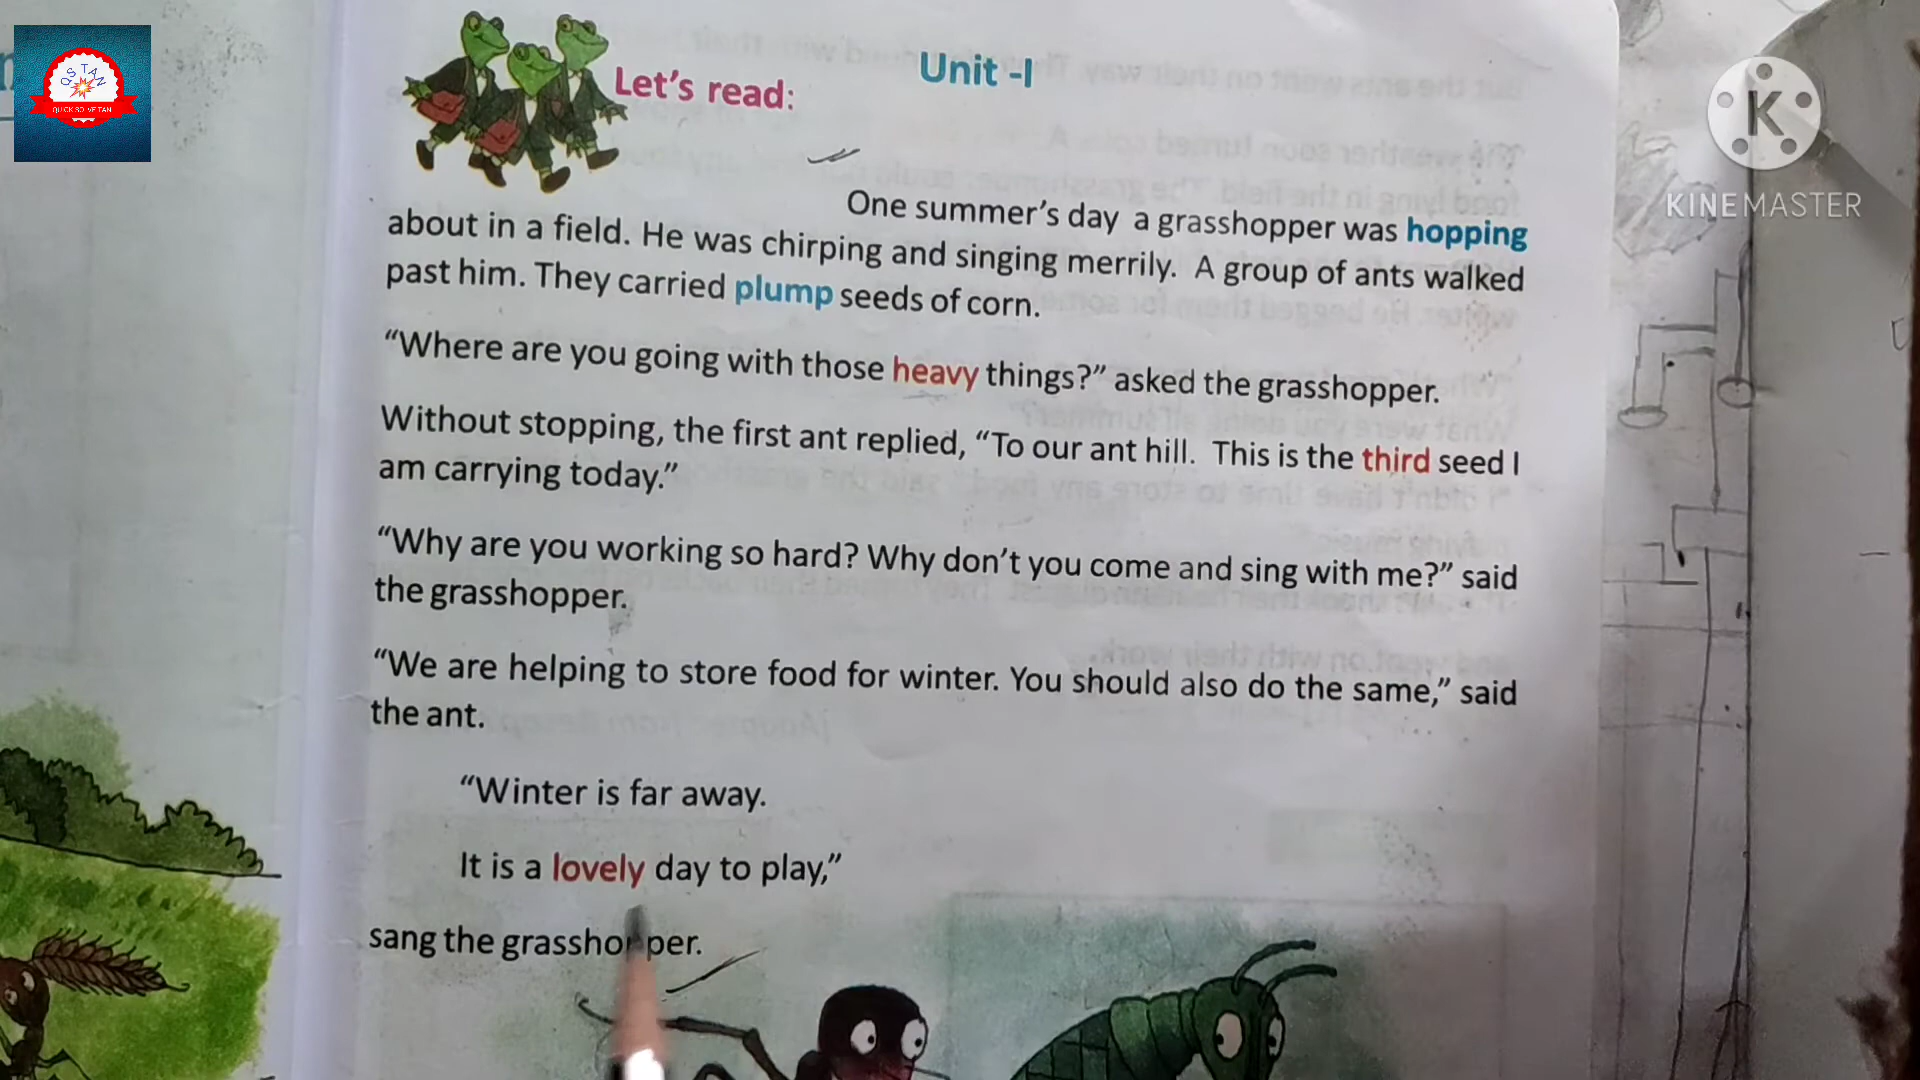 QS TAN
QUICK SOLVE TAN
K
KINEMASTER
Let's read:
Unit -I
One summer's day a grasshopper was hopping
about in a field. He was chirping and singing merrily. A group of ants walked
past him. They carried plump seeds of corn.
“Where are you going with those heavy things?” asked the grasshopper.
Without stopping, the first ant replied, “To our ant hill. This is the third seed I
am carrying today.”
“Why are you working so hard? Why don't you come and sing with me?” said
the grasshopper.
“We are helping to store food for winter. You should also do the same,” said
the ant.
“Winter is far away.
It is a lovely day to play,”
sang the grasshopper.